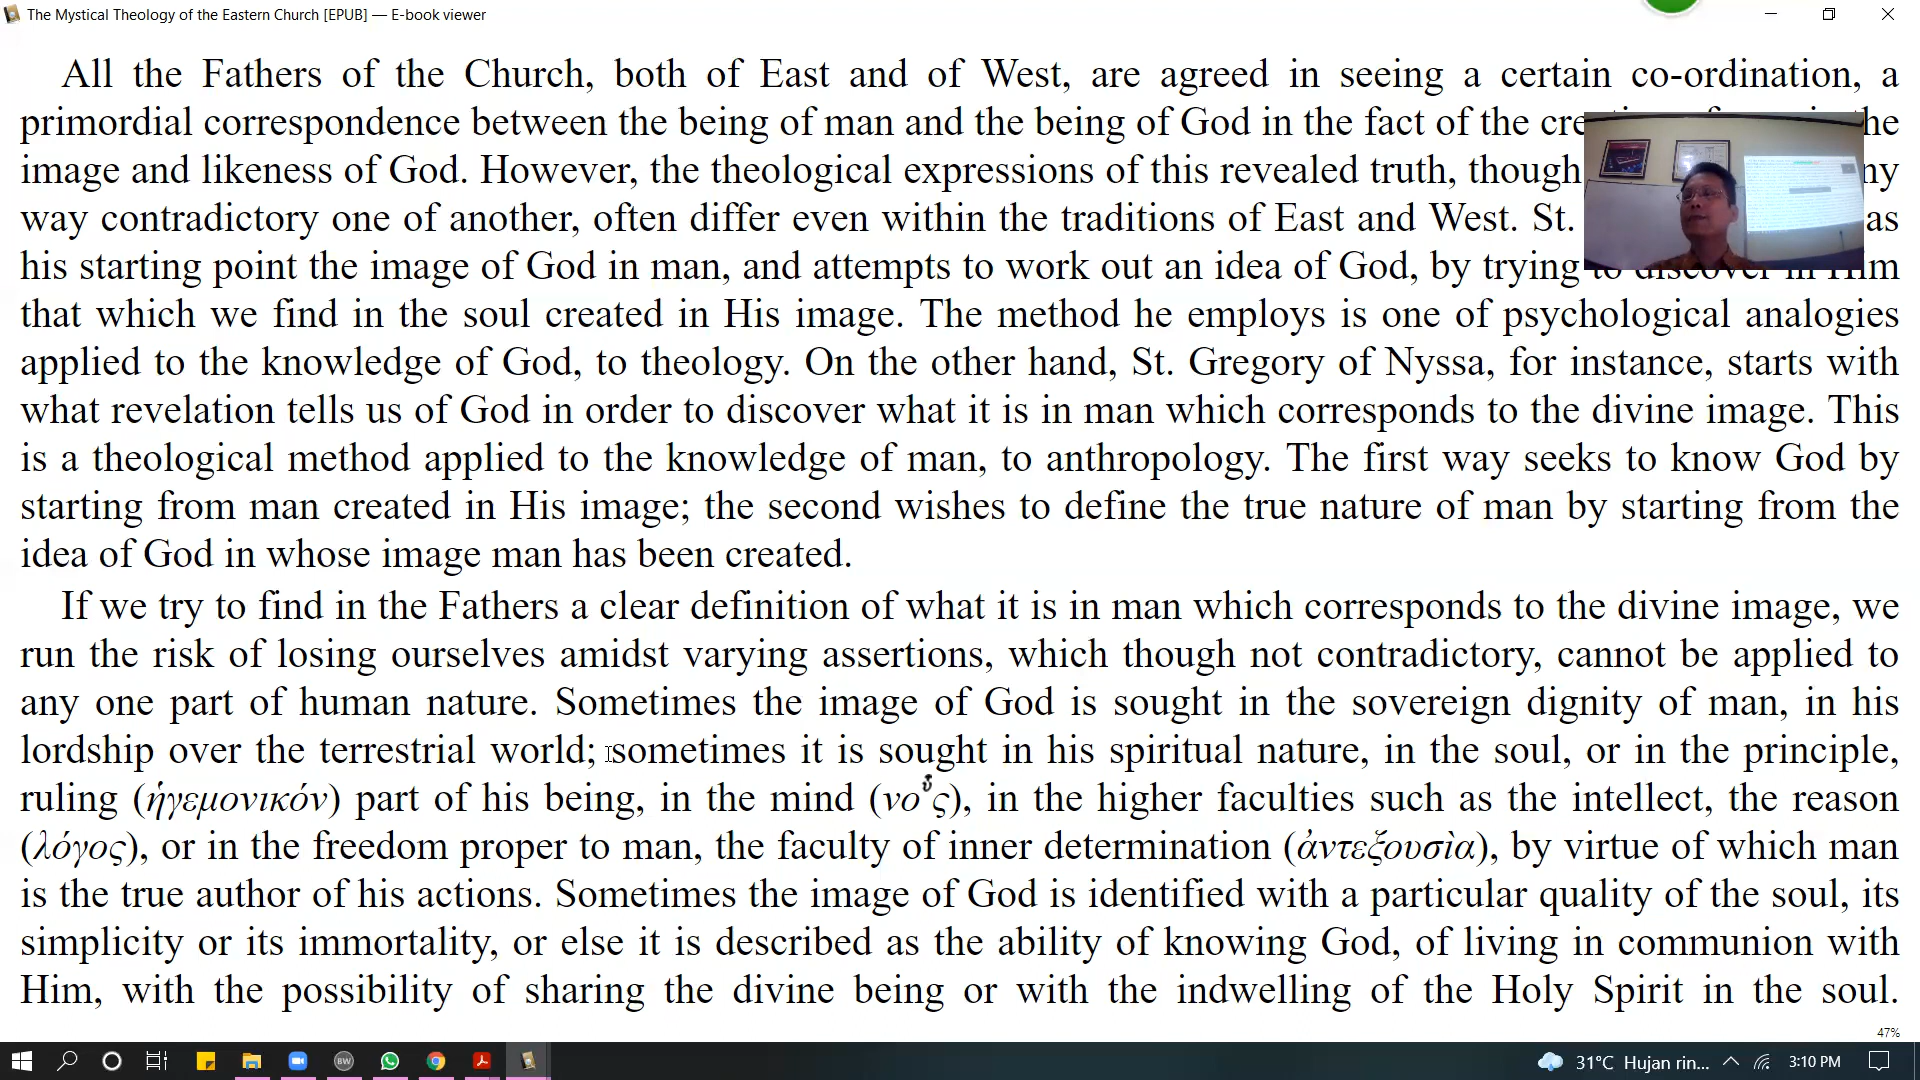 The Mystical Theology of the Eastern Church [EPUB] — E-book viewer
All the Fathers of the Church, both of East and of West, are agreed in seeing a certain co-ordination, a
primordial correspondence between the being of man and the being of God in the fact of the he
image and likeness of God. However, the theological expressions of this revealed truth, though ny
way contradictory one of another, often differ even within the traditions of East and West. St. as
his starting point the image of God in man, and attempts to work out an idea of God, by trying to discover in Him
that which we find in the soul created in His image. The method he employs is one of psychological analogies
applied to the knowledge of God, to theology. On the other hand, St. Gregory of Nyssa, for instance, starts with
what revelation tells us of God in order to discover what it is in man which corresponds to the divine image. This
is a theological method applied to the knowledge of man, to anthropology. The first way seeks to know God by
starting from man created in His image; the second wishes to define the true nature of man by starting from the
idea of God in whose image man has been created.
If we try to find in the Fathers a clear definition of what it is in man which corresponds to the divine image, we
run the risk of losing ourselves amidst varying assertions, which though not contradictory, cannot be applied to
any one part of human nature. Sometimes the image of God is sought in the sovereign dignity of man, in his
lordship over the terrestrial world; sometimes it is sought in his spiritual nature, in the soul, or in the principle,
ruling (ἡγεμονικόν) part of his being, in the mind (νοὖς), in the higher faculties such as the intellect, the reason
(λόγος), or in the freedom proper to man, the faculty of inner determination (ἀντεξουσὶα), by virtue of which man
is the true author of his actions. Sometimes the image of God is identified with a particular quality of the soul, its
simplicity or its immortality, or else it is described as the ability of knowing God, of living in communion with
Him, with the possibility of sharing the divine being or with the indwelling of the Holy Spirit in the soul.
47%
BW
31°C Hujan rin...
3:10 PM